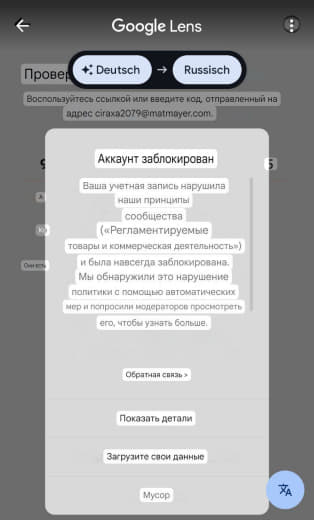 Google Lens
Deutsch → Russisch
Провер
Воспользуйтесь ссылкой или введите код, отправленный на
адрес ciraxa2079@matmayer.com.
Аккаунт заблокирован
Ваша учетная запись нарушила
наши принципы
сообщества
(«Регламентируемые
товары и коммерческая деятельность»)
и была навсегда заблокирована.
Мы обнаружили это нарушение
политики с помощью автоматических
мер и попросили модераторов просмотреть
его, чтобы узнать больше.
Обратная связь >
Показать детали
Загрузите свои данные
Мусор